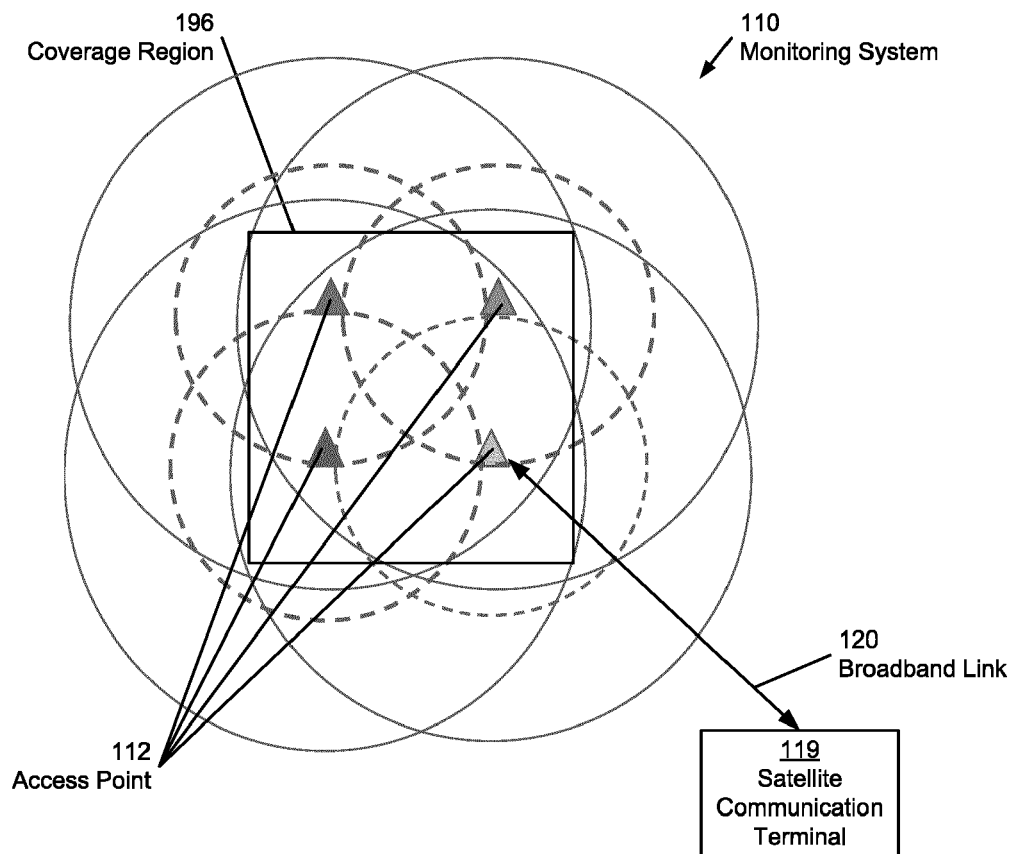 196
Coverage Region
110
Monitoring System
120
Broadband Link
112
Access Point
119
Satellite
Communication
Terminal